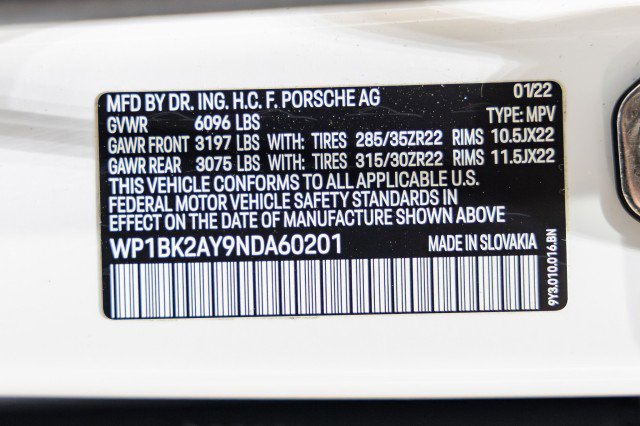 MFD BY DR. ING. H.C. F. PORSCHE AG 01/22
GVWR 6096 LBS TYPE: MPV
GAWR FRONT 3197 LBS WITH: TIRES 285/35ZR22 RIMS 10.5JX22
GAWR REAR 3075 LBS WITH: TIRES 315/30ZR22 RIMS 11.5JX22
THIS VEHICLE CONFORMS TO ALL APPLICABLE U.S.
FEDERAL MOTOR VEHICLE SAFETY STANDARDS IN
EFFECT ON THE DATE OF MANUFACTURE SHOWN ABOVE
WP1BK2AY9NDA60201 MADE IN SLOVAKIA
9Y3.010.016.BN